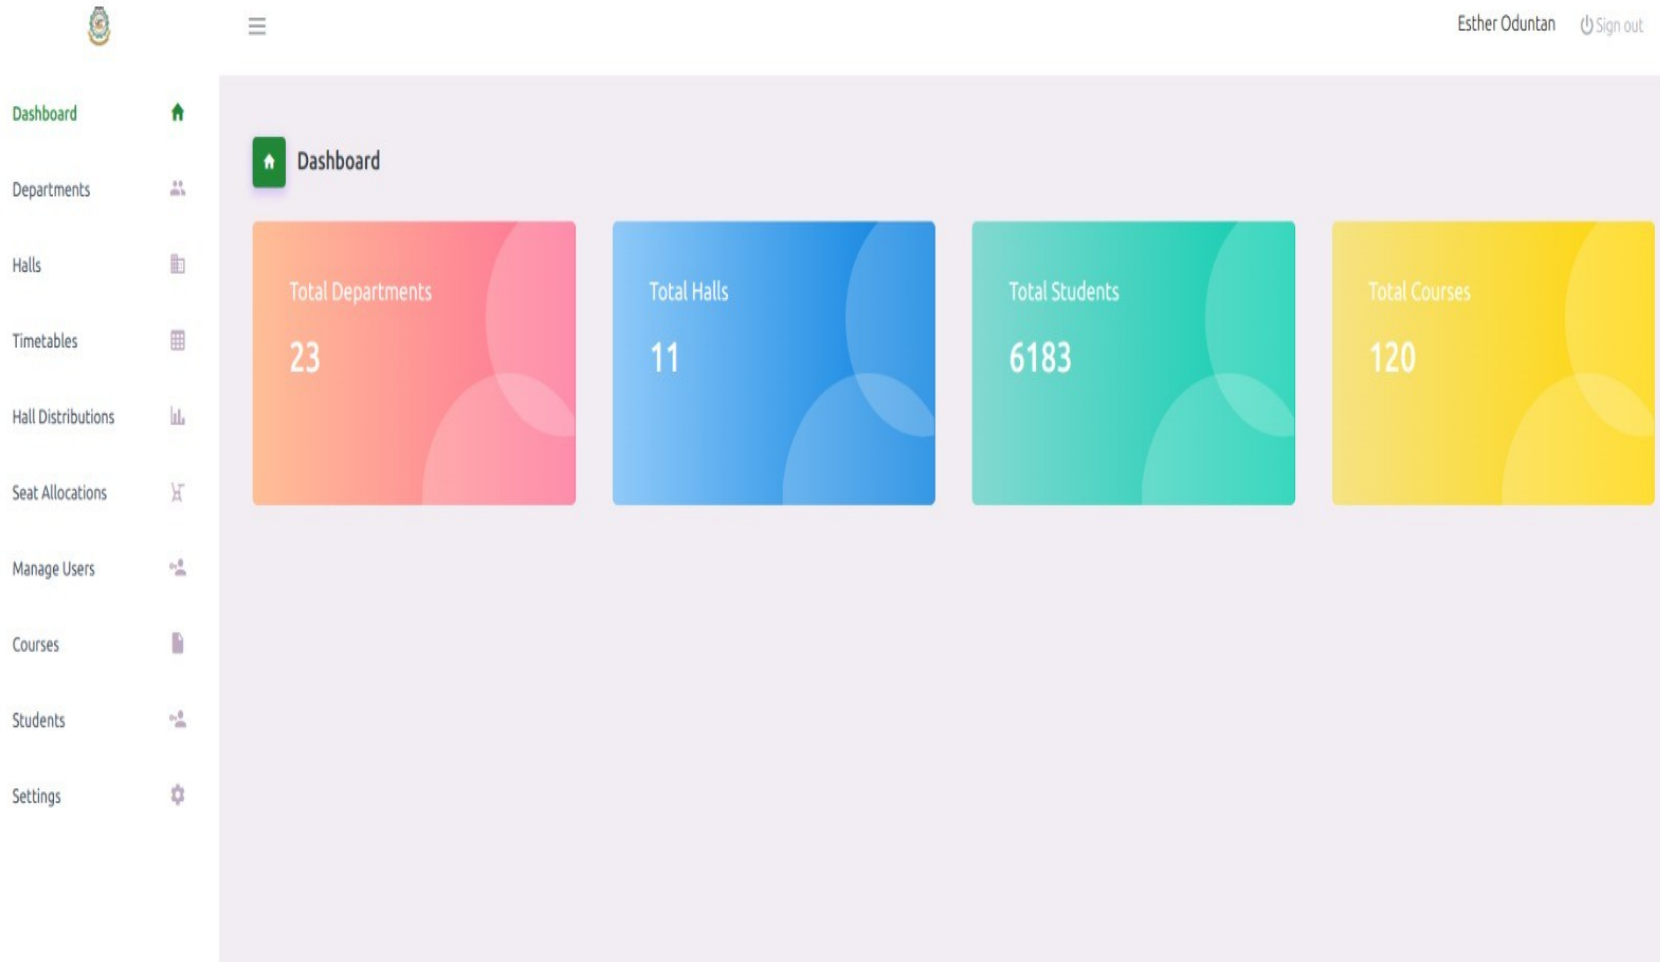 Esther Oduntan Sign out
Dashboard
Departments
Halls
Timetables
Hall Distributions
Seat Allocations
Manage Users
Courses
Students
Settings
Dashboard
Total Departments
23
Total Halls
11
Total Students
6183
Total Courses
120